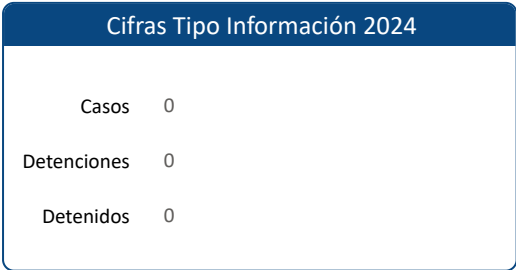 Cifras Tipo Información 2024
Casos 0
Detenciones 0
Detenidos 0